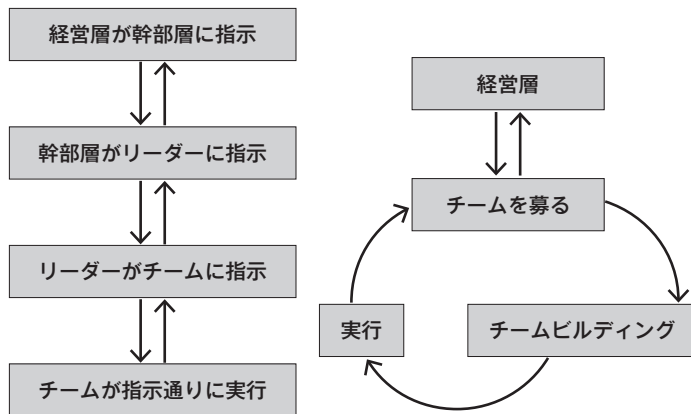 経営層が幹部層に指示
幹部層がリーダーに指示
リーダーがチームに指示
チームが指示通りに実行
経営層
チームを募る
実行
チームビルディング